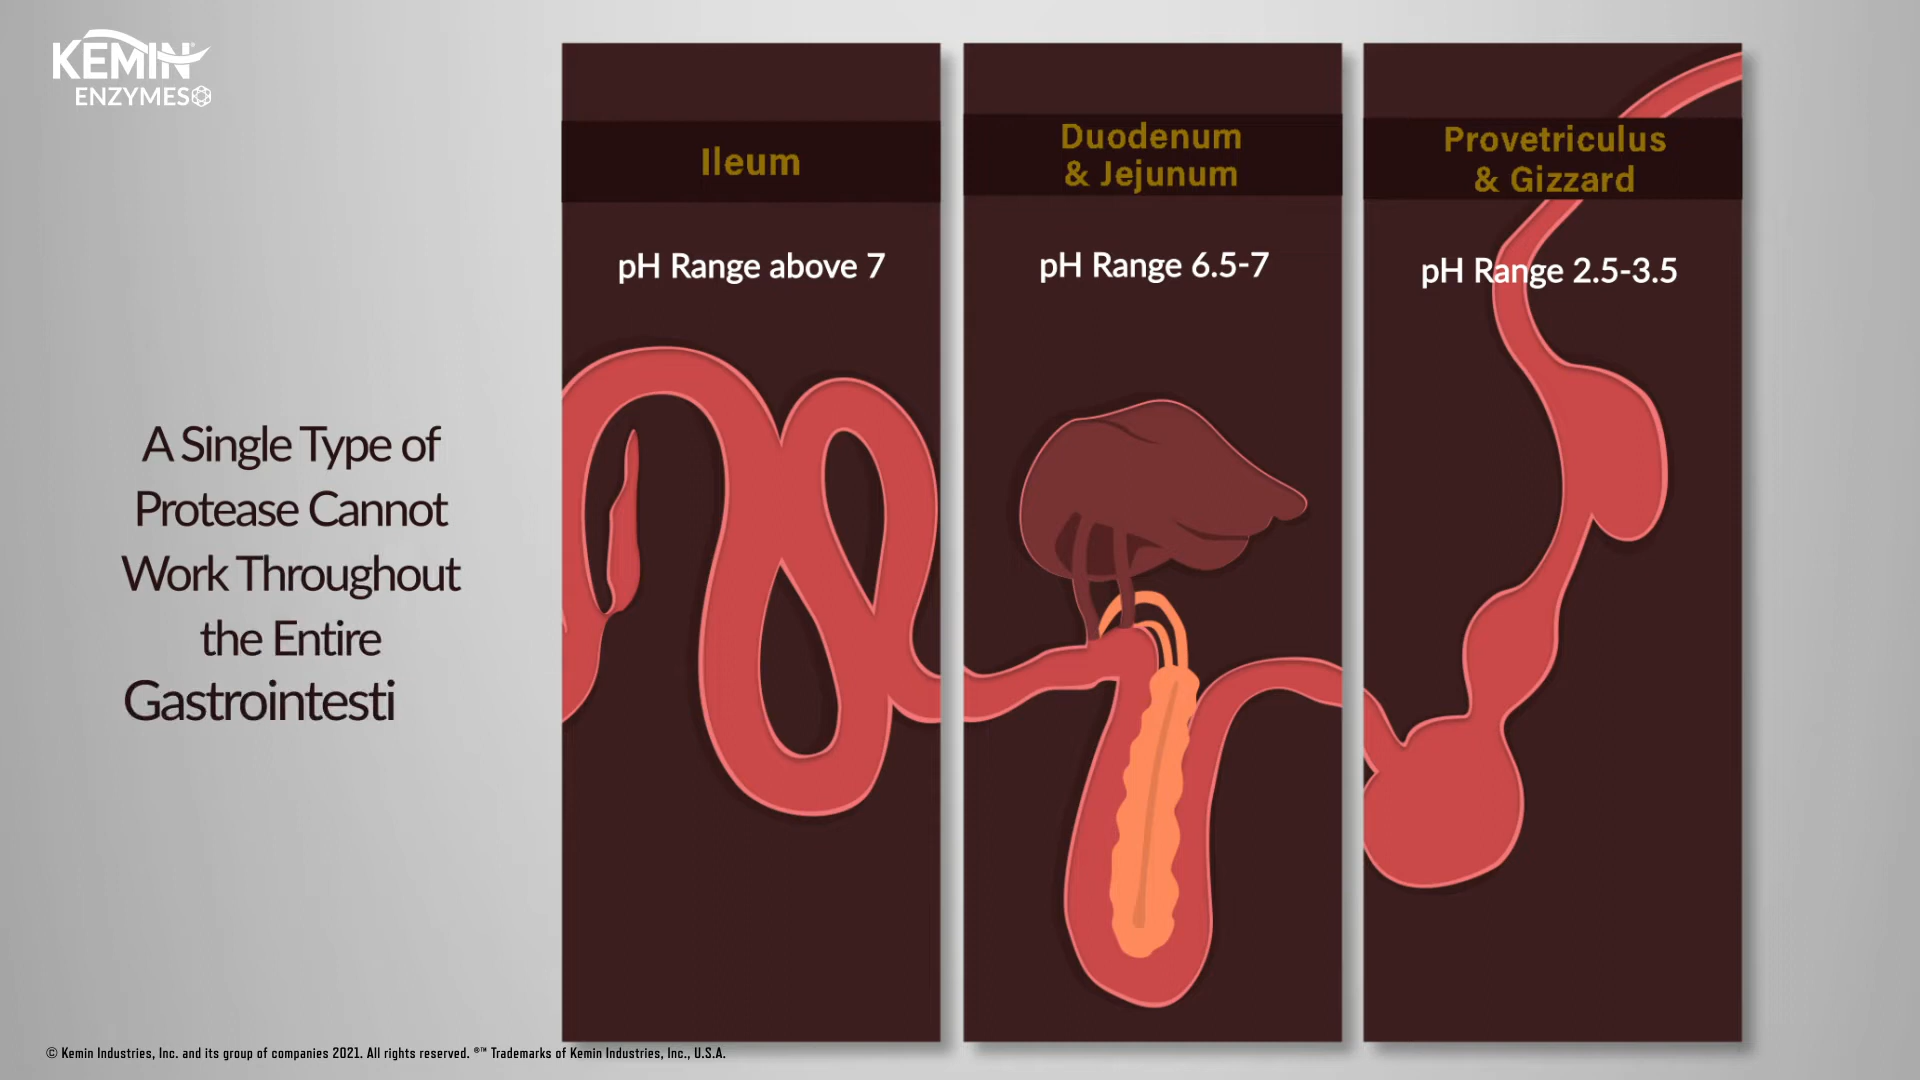 KEMIN®
ENZYMES
Ileum
pH Range above 7
Duodenum
& Jejunum
pH Range 6.5-7
Provetriculus
& Gizzard
pH Range 2.5-3.5
A Single Type of
Protease Cannot
Work Throughout
the Entire
Gastrointesti
© Kemin Industries, Inc. and its group of companies 2021. All rights reserved. ®™ Trademarks of Kemin Industries, Inc., U.S.A.